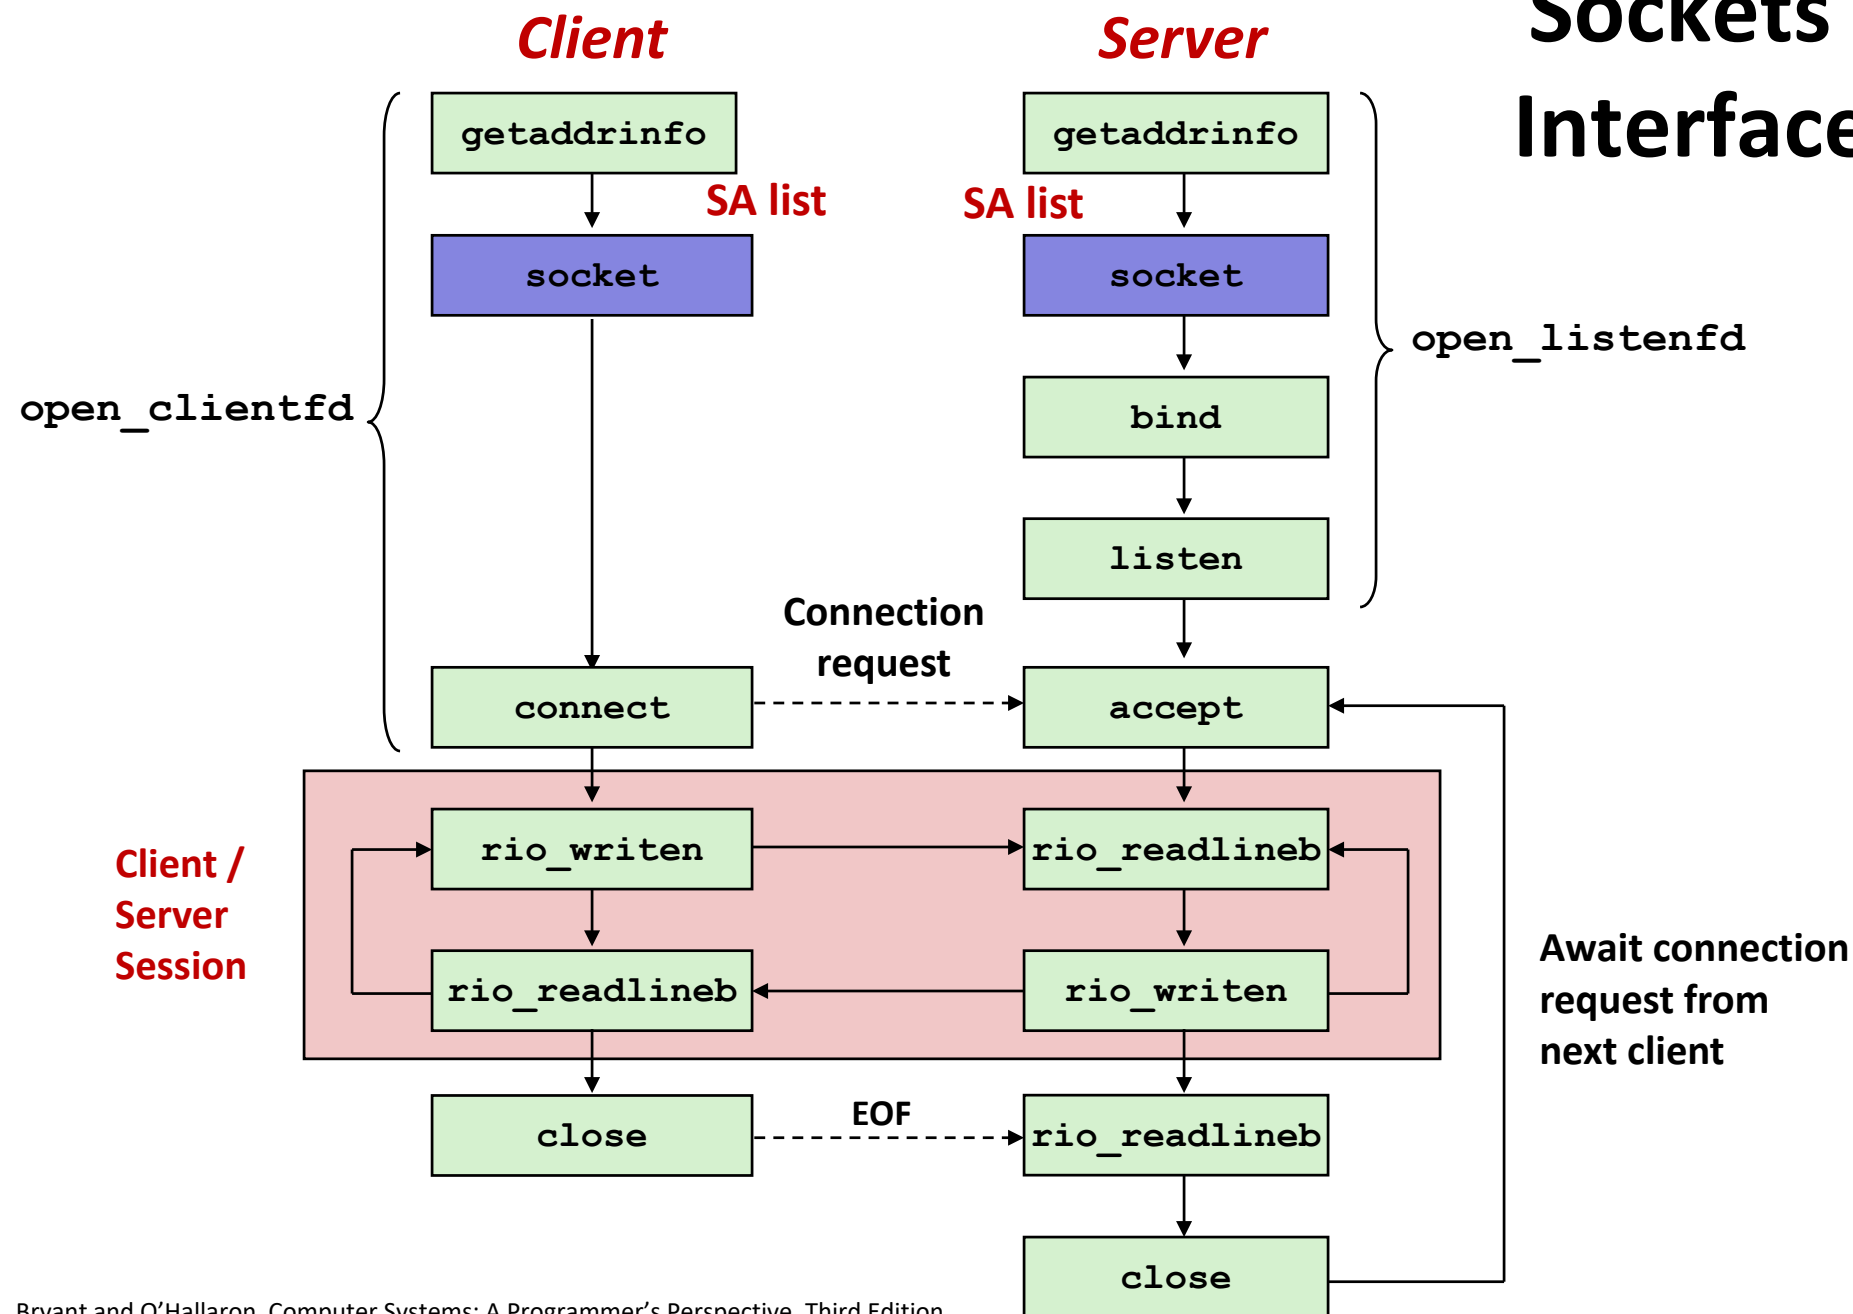 Sockets
Interface
Client
Server
getaddrinfo
getaddrinfo
SA list
SA list
socket
socket
open_listenfd
bind
open_clientfd
listen
Connection
request
connect
accept
Client /
Server
Session
rio_writen
rio_readlineb
rio_readlineb
rio_writen
Await connection
request from
next client
close
EOF
rio_readlineb
close
Bryant and O'Hallaron, Computer Systems: A Programmer's Perspective, Third Edition